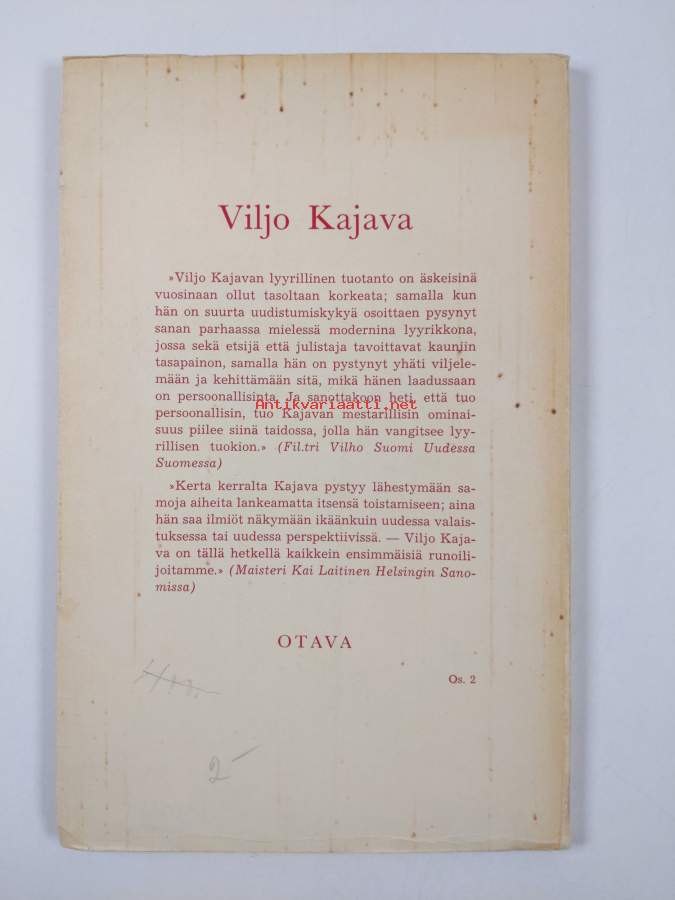 Viljo Kajava
»Viljo Kajavan lyyrillinen tuotanto on äskeisinä
vuosinaan ollut tasoltaan korkeata; samalla kun
hän on suurta uudistumiskykyä osoittaen pysynyt
sanan parhaassa mielessä modernina lyyrikkona,
jossa sekä etsijä että julistaja tavoittavat kauniin
tasapainon, samalla hän on pystynyt yhäti viljele-
mään ja kehittämään sitä, mikä hänen laadussaan
on persoonallisinta. Ja sanottakoon heti, että tuo
Antikvariaatti.net
persoonallisin, tuo Kajavan mestarillisin ominai-
suus piilee siinä taidossa, jolla hän vangitsee lyy-
rillisen tuokion.» (Fil.tri Vilho Suomi Uudessa
Suomessa)
»Kerta kerralta Kajava pystyy lähestymään sa-
moja aiheita lankeamatta itsensä toistamiseen; aina
hän saa ilmiöt näkymään ikäänkuin uudessa valais-
tuksessa tai uudessa perspektiivissä. — Viljo Kaja-
va on tällä hetkellä kaikkein ensimmäisiä runoili-
joitamme.» (Maisteri Kai Laitinen Helsingin Sano-
missa)
OTAVA
Os. 2
2-